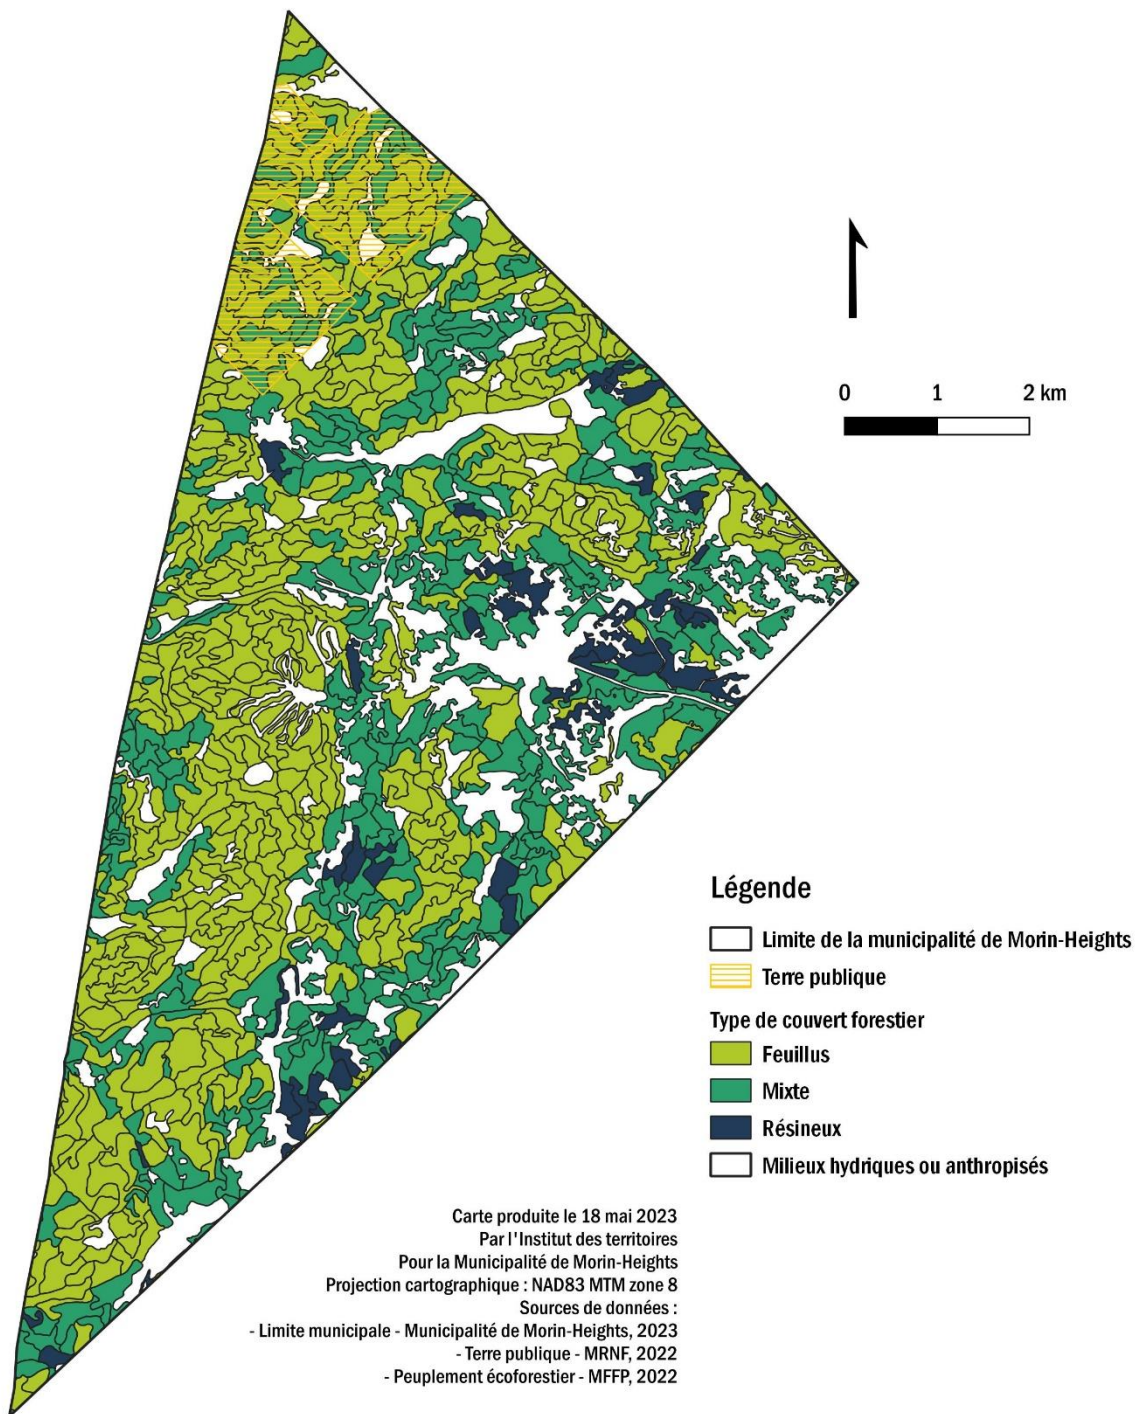 0 1 2 km
Légende
Limite de la municipalité de Morin-Heights
Terre publique
Type de couvert forestier
Feuillus
Mixte
Résineux
Milieux hydriques ou anthropisés
Carte produite le 18 mai 2023
Par l'Institut des territoires
Pour la Municipalité de Morin-Heights
Projection cartographique : NAD83 MTM zone 8
Sources de données :
- Limite municipale - Municipalité de Morin-Heights, 2023
- Terre publique - MRNF, 2022
- Peuplement écoforestier - MFFP, 2022